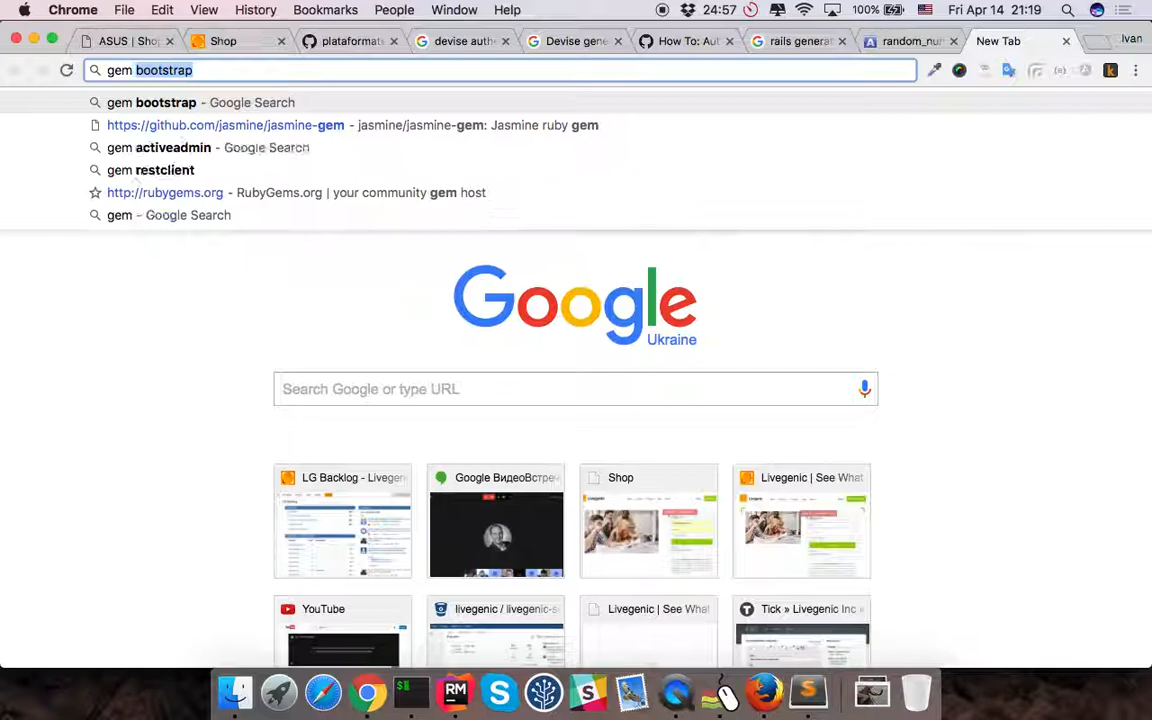 Chrome File Edit View History Bookmarks People Window Help 24:57 100% Fri Apr 14 21:19
ASUS | Sho Shop plataformat devise auth Devise gene How To: Aut rails generat random_num New Tab Ivan
gem bootstrap
gem bootstrap - Google Search
https://github.com/jasmine/jasmine-gem - jasmine/jasmine-gem: Jasmine ruby gem
gem activeadmin - Google Search
gem restclient
http://rubygems.org - RubyGems.org | your community gem host
gem - Google Search
Google
Ukraine
Search Google or type URL
LG Backlog - Livegen Google ВидеоВстреч Shop Livegenic | See What
YouTube livegenic / livegenic-s Livegenic | See Wha Tick » Livegenic Inc »